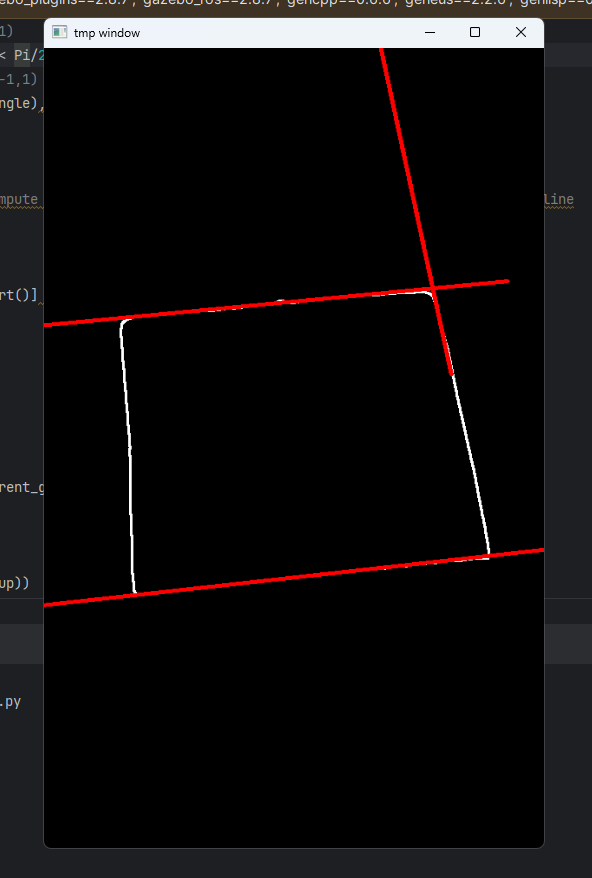 ebo_plugins==2.8.7', 'gazebo_ros==2.8.7', 'gencpp==0.6.0', 'geneus==2.2.6', 'genlisp==0
tmp window
1)
< Pi/2
-1,1)
ngle),
mpute line
rt()]
rent_g
up))
.py